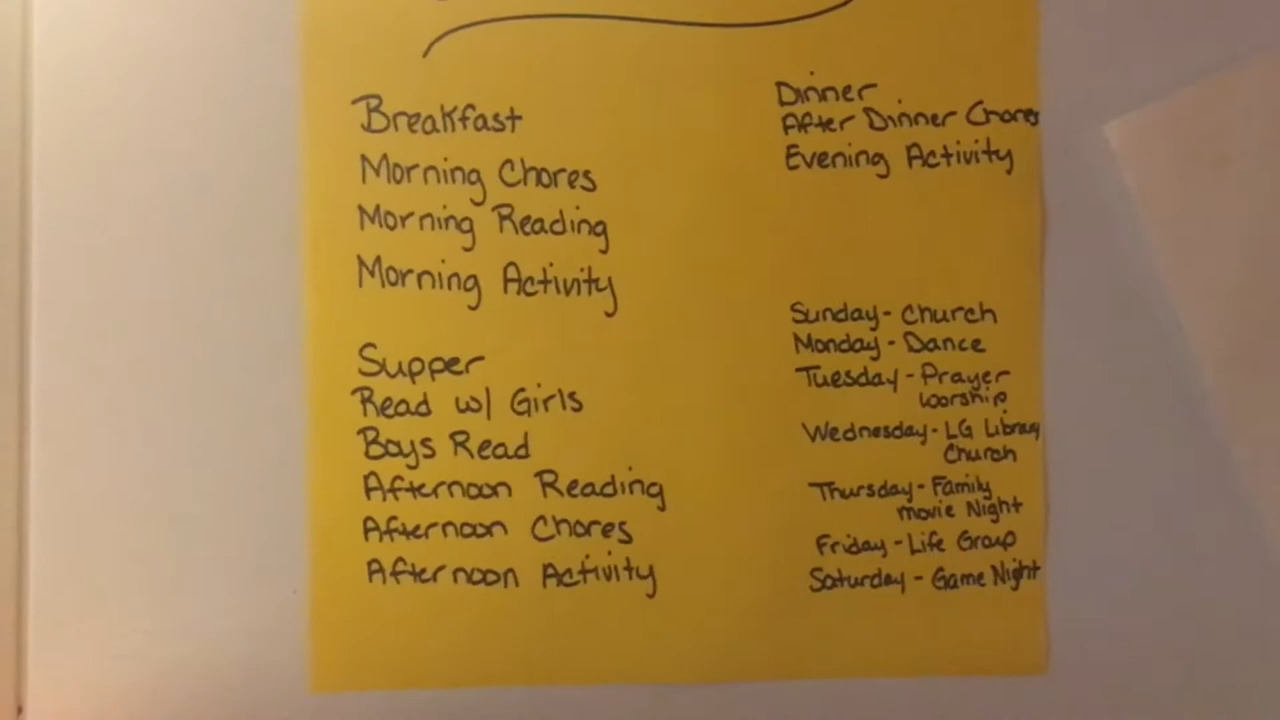 Breakfast
Morning Chores
Morning Reading
Morning Activity
Supper
Read w/ Girls
Boys Read
Afternoon Reading
Afternoon Chores
Afternoon Activity
Dinner
After Dinner Chores
Evening Activity
Sunday - Church
Monday - Dance
Tuesday - Prayer
Worship
Wednesday - LG Library
Church
Thursday - Family
Movie Night
Friday - Life Group
Saturday - Game Night